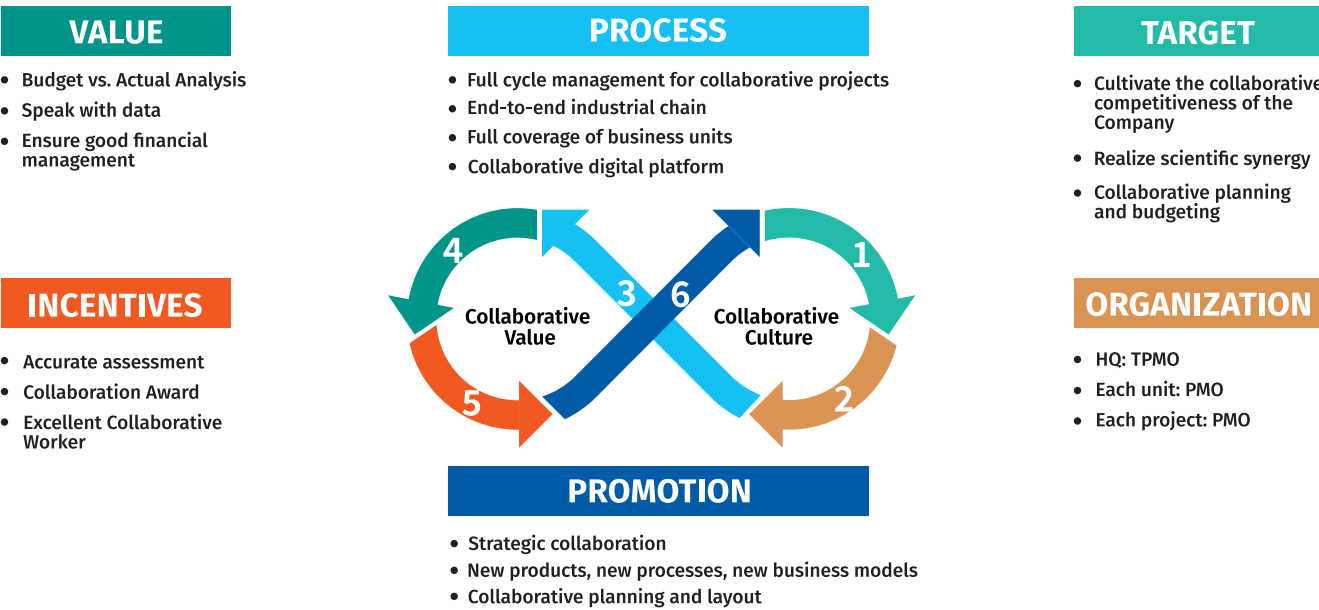 VALUE
• Budget vs. Actual Analysis
• Speak with data
• Ensure good financial
management
PROCESS
• Full cycle management for collaborative projects
• End-to-end industrial chain
• Full coverage of business units
• Collaborative digital platform
TARGET
• Cultivate the collaborative
competitiveness of the
Company
• Realize scientific synergy
• Collaborative planning
and budgeting
4
1
3
6
Collaborative
Value
Collaborative
Culture
5
2
INCENTIVES
• Accurate assessment
• Collaboration Award
• Excellent Collaborative
Worker
ORGANIZATION
• HQ: TPMO
• Each unit: PMO
• Each project: PMO
PROMOTION
• Strategic collaboration
• New products, new processes, new business models
• Collaborative planning and layout